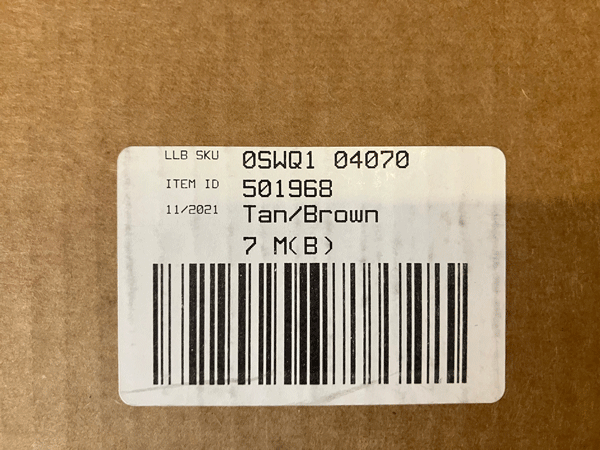 LLB SKU 0SWQ1 04070
ITEM ID 501968
11/2021 Tan/Brown
7 M(B)